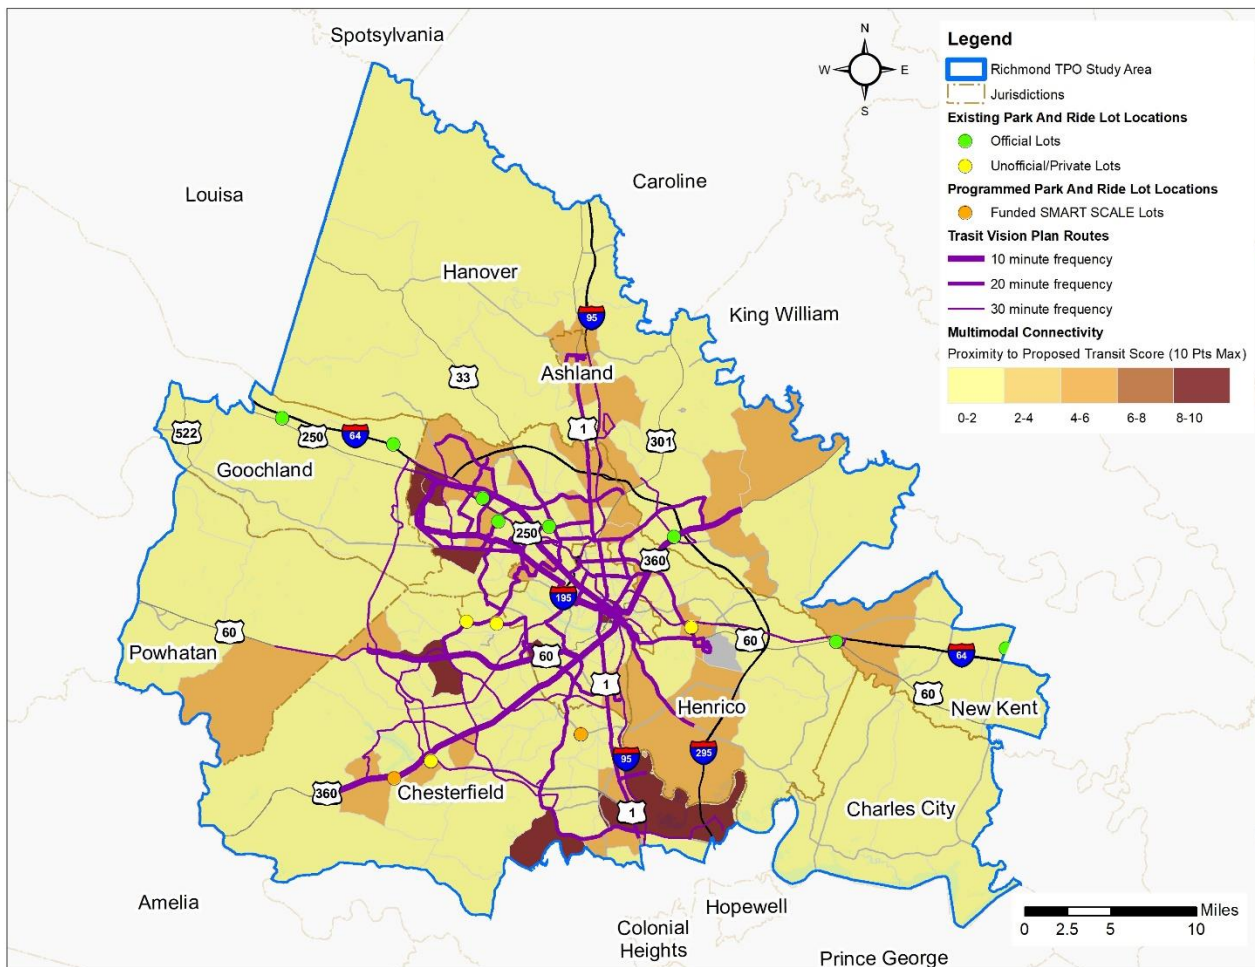 Spotsylvania
Louisa
Caroline
Hanover
King William
95
Ashland
33
1
301
522
250
64
Goochland
250
360
195
60
Powhatan
60
60
1
Henrico
64
60
New Kent
95
295
360
Chesterfield
1
Charles City
Amelia
Hopewell
Colonial
Heights
Prince George
N
W
E
S
Legend
Richmond TPO Study Area
Jurisdictions
Existing Park And Ride Lot Locations
Official Lots
Unofficial/Private Lots
Programmed Park And Ride Lot Locations
Funded SMART SCALE Lots
Trasit Vision Plan Routes
10 minute frequency
20 minute frequency
30 minute frequency
Multimodal Connectivity
Proximity to Proposed Transit Score (10 Pts Max)
0-2 2-4 4-6 6-8 8-10
Miles
0 2.5 5 10